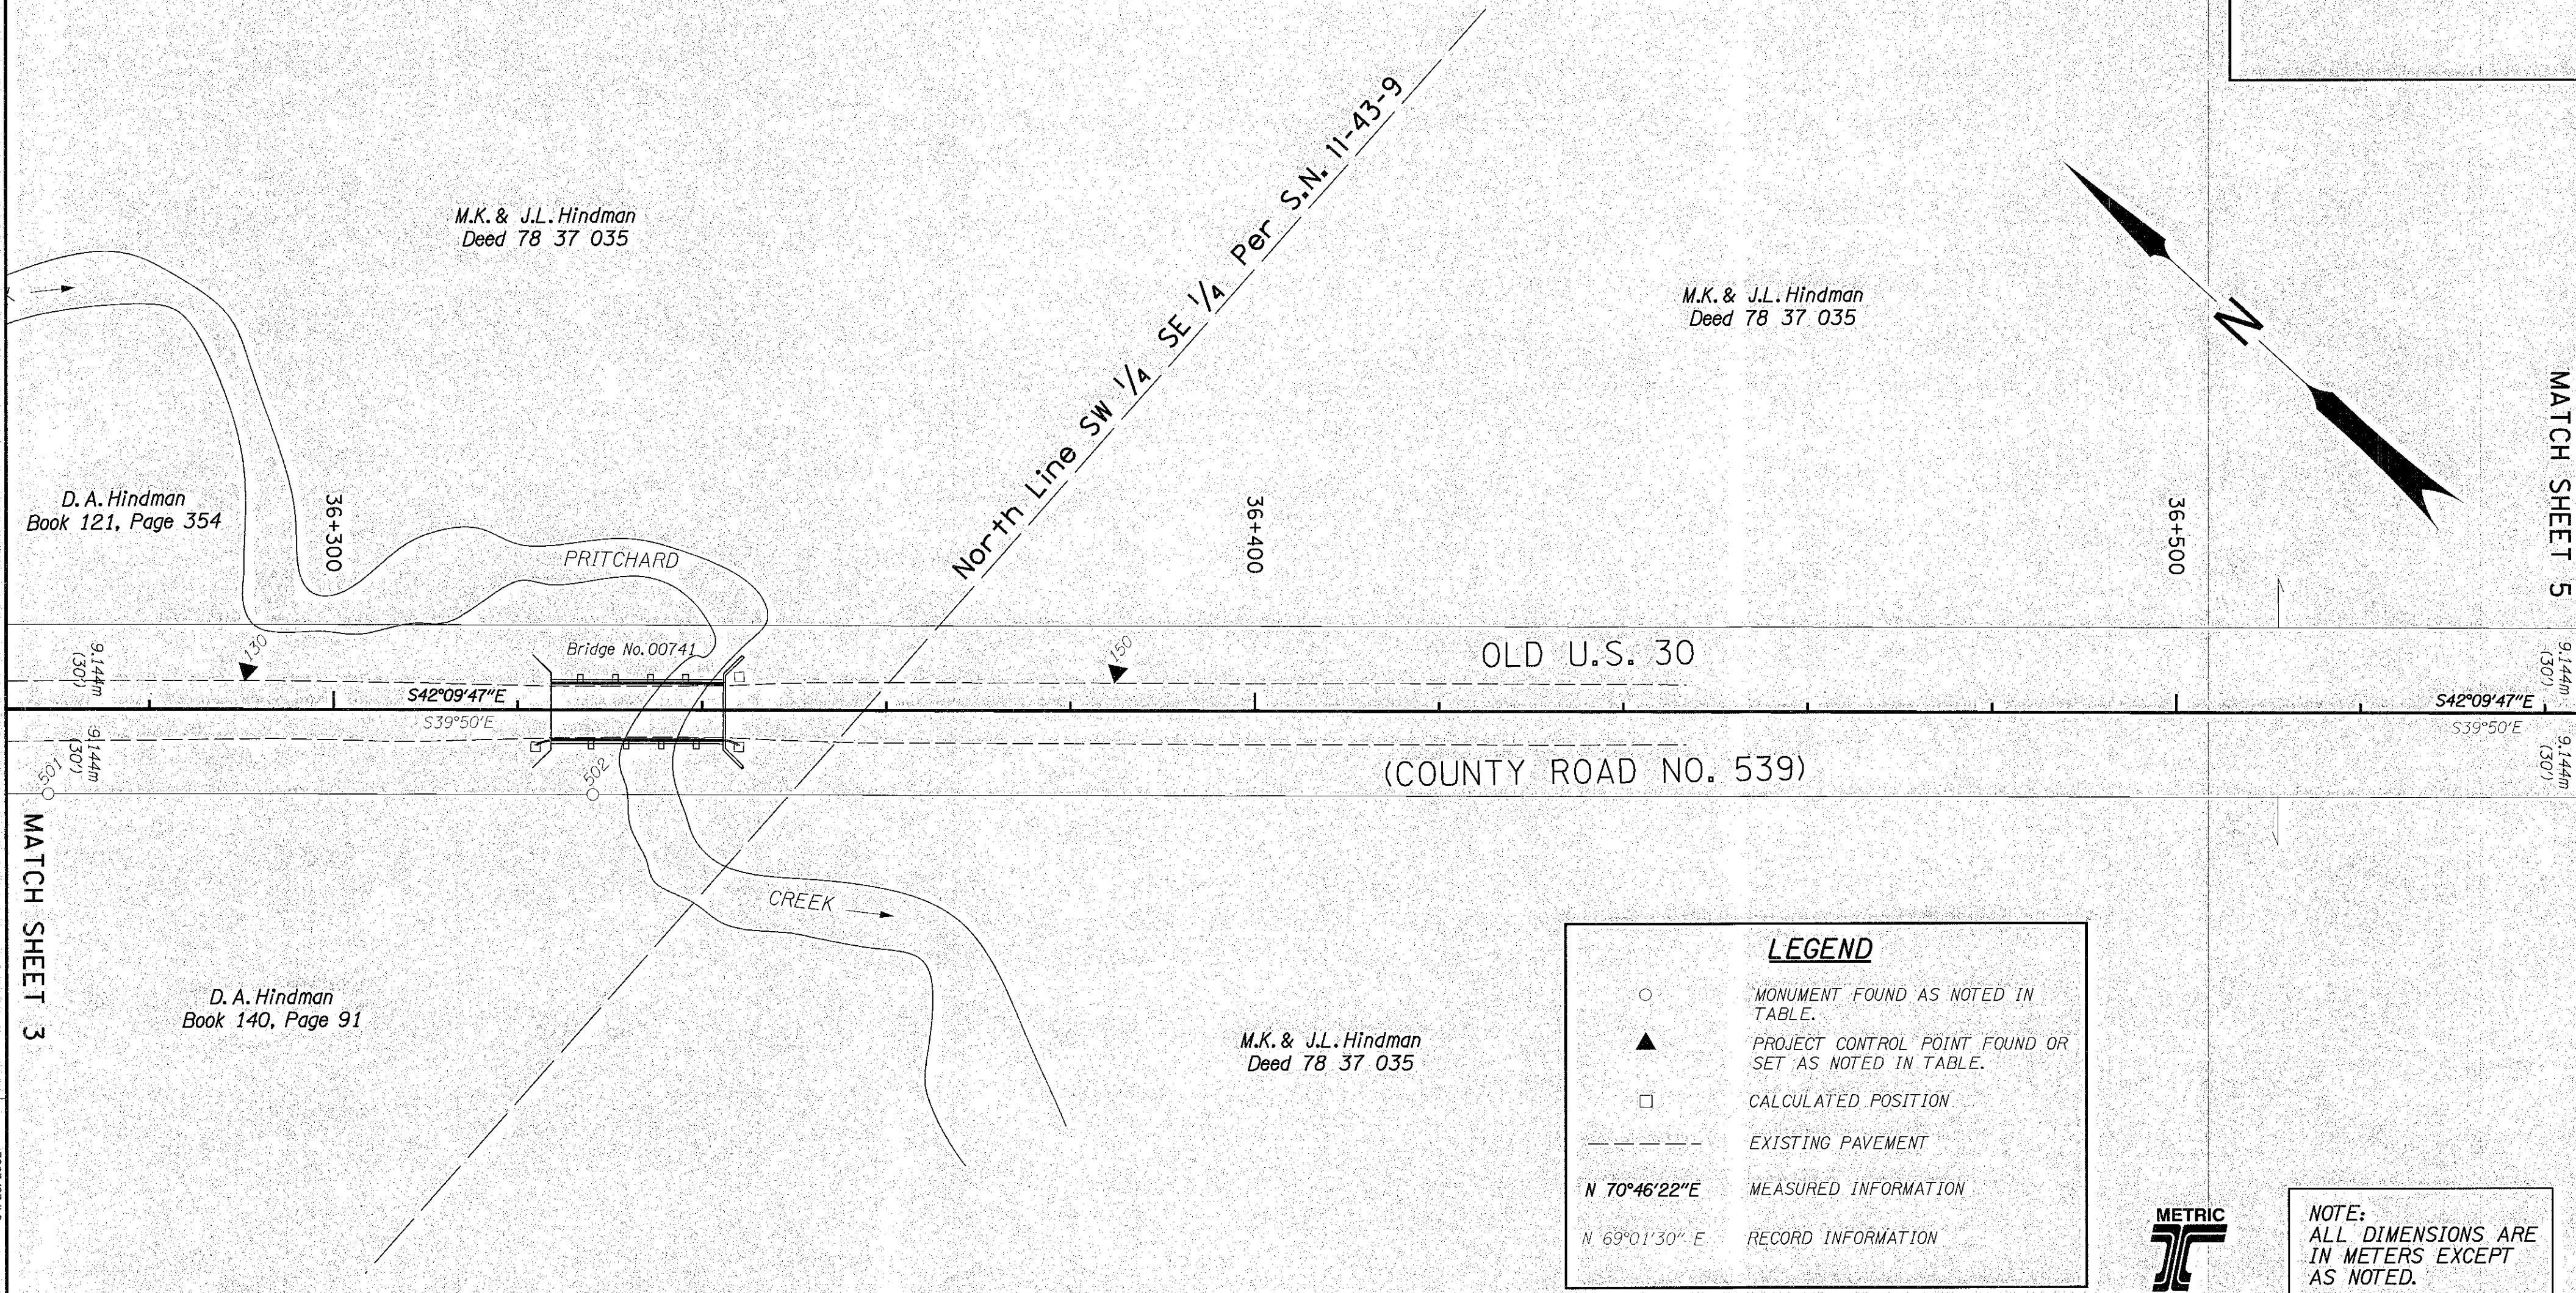 M.K. & J.L. Hindman
Deed 78 37 035
North Line SW 1/4 SE 1/4 Per S.N. 11-43-9
M.K. & J.L. Hindman
Deed 78 37 035
N
MATCH SHEET 5
D. A. Hindman
Book 121, Page 354
36+300
36+400
36+500
PRITCHARD
130
Bridge No. 00741
150
OLD U.S. 30
9.144m
(30')
9.144m
(30')
S42°09'47"E
S39°50'E
S42°09'47"E
S39°50'E
9.144m
(30')
9.144m
(30')
501
502
(COUNTY ROAD NO. 539)
MATCH SHEET 3
CREEK
D. A. Hindman
Book 140, Page 91
M.K. & J.L. Hindman
Deed 78 37 035
LEGEND
MONUMENT FOUND AS NOTED IN
TABLE.
PROJECT CONTROL POINT FOUND OR
SET AS NOTED IN TABLE.
CALCULATED POSITION
EXISTING PAVEMENT
N 70°46'22"E MEASURED INFORMATION
N 69°01'30" E RECORD INFORMATION
METRIC
NOTE:
ALL DIMENSIONS ARE
IN METERS EXCEPT
AS NOTED.